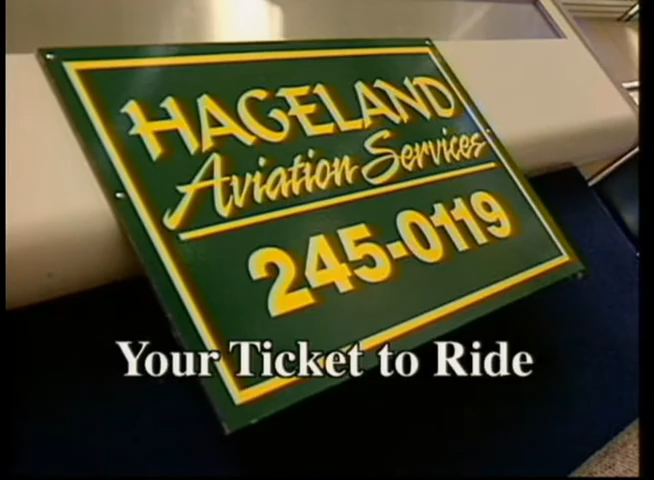 HAGELAND
Aviation Services
245-0119
Your Ticket to Ride